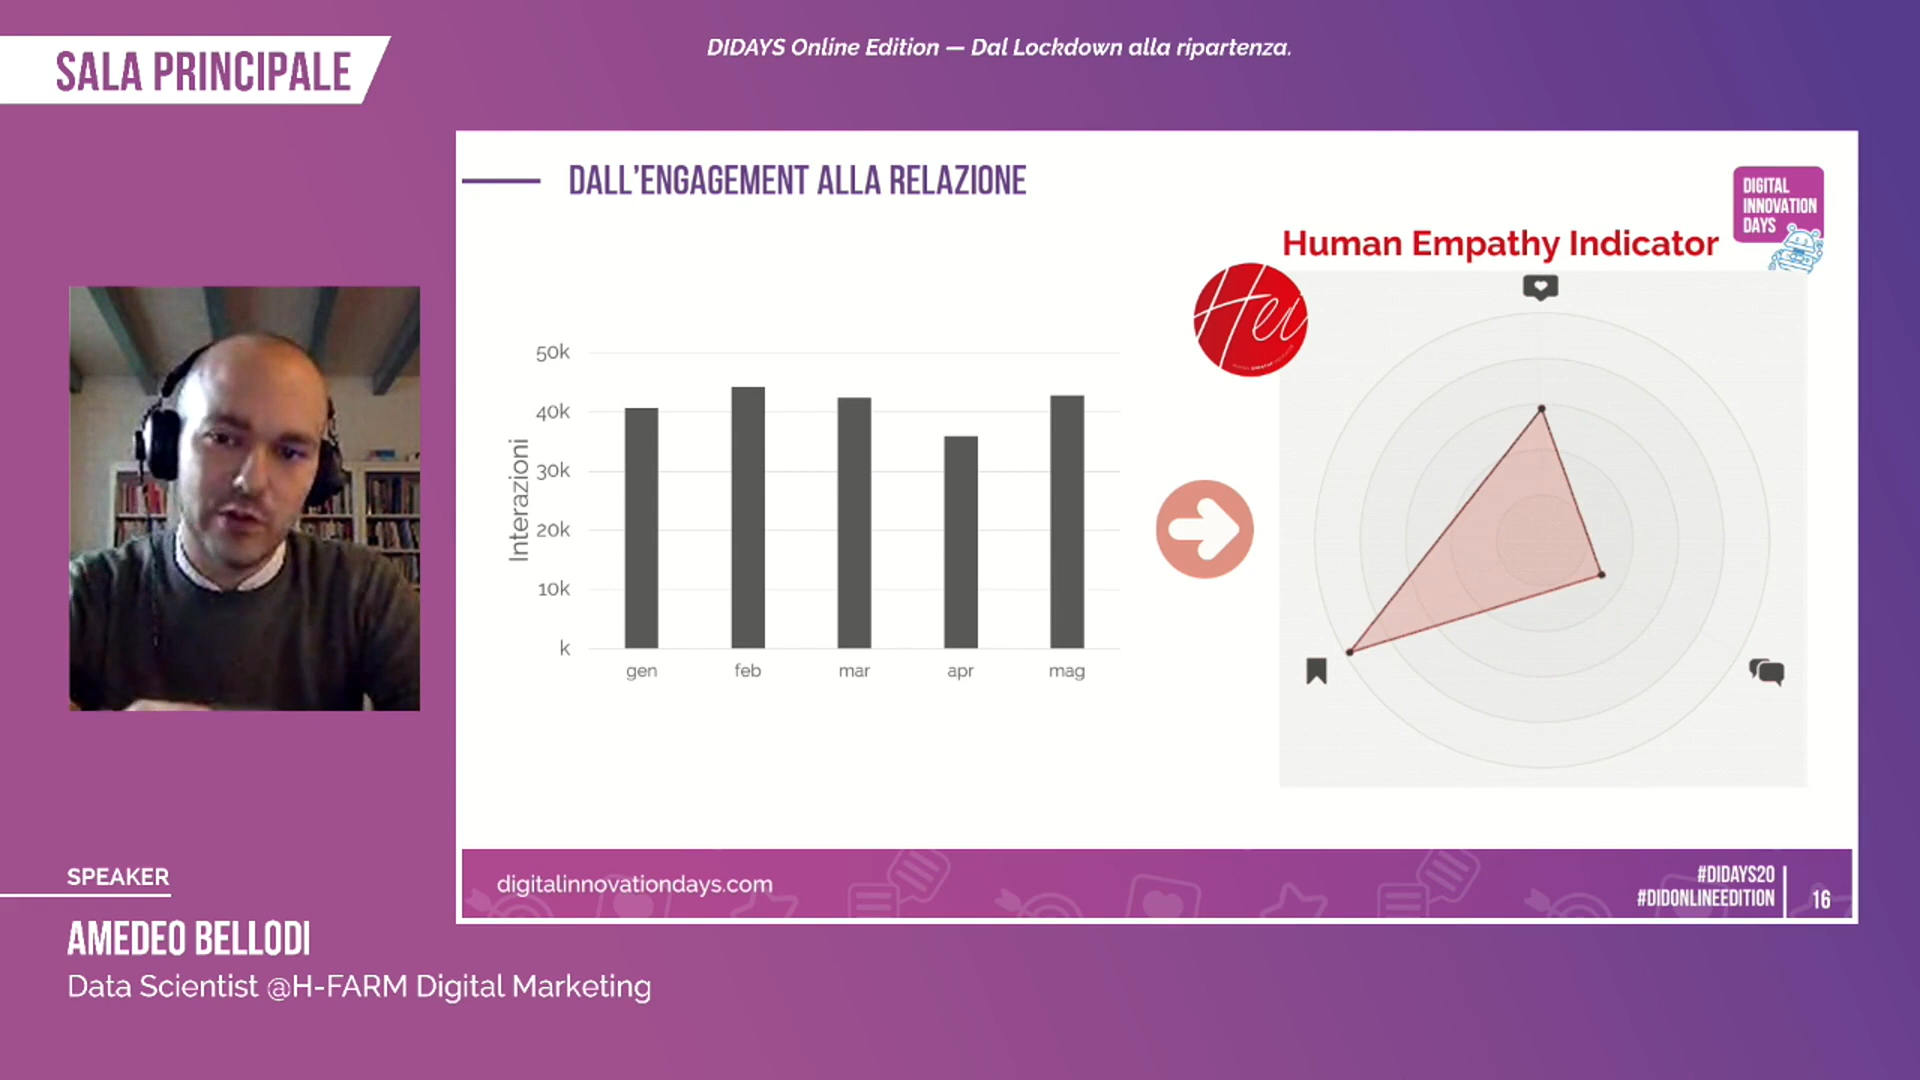 SALA PRINCIPALE
DIDAYS Online Edition — Dal Lockdown alla ripartenza.
DALL'ENGAGEMENT ALLA RELAZIONE
DIGITAL
INNOVATION
DAYS
Human Empathy Indicator
Hei
50k
40k
30k
20k
10k
k
Interazioni
gen feb mar apr mag
digitalinnovationdays.com
#DIDAYS20
#DIDONLINEEDITION
16
SPEAKER
AMEDEO BELLODI
Data Scientist @H-FARM Digital Marketing